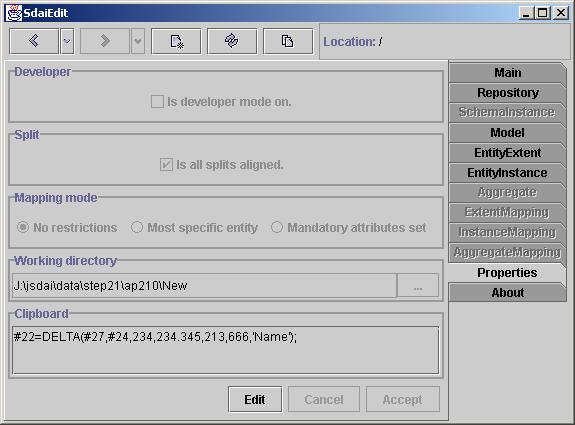 SdaiEdit
Location: /
Developer
Is developer mode on.
Split
Is all splits aligned.
Mapping mode
No restrictions
Most specific entity
Mandatory attributes set
Working directory
J:\jsdai\data\step21\ap210\New
...
Clipboard
#22=DELTA(#27,#24,234,234.345,213,666,'Name');
Edit
Cancel
Accept
Main
Repository
SchemaInstance
Model
EntityExtent
EntityInstance
Aggregate
ExtentMapping
InstanceMapping
AggregateMapping
Properties
About